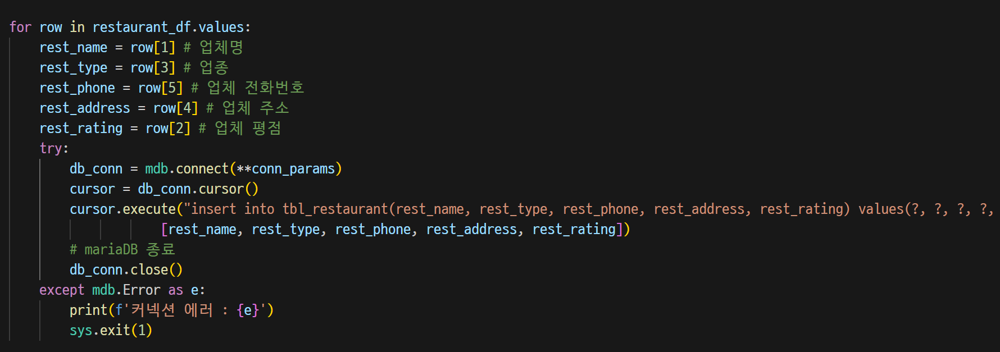 for row in restaurant_df.values:
    rest_name = row[1] # 업체명
    rest_type = row[3] # 업종
    rest_phone = row[5] # 업체 전화번호
    rest_address = row[4] # 업체 주소
    rest_rating = row[2] # 업체 평점
    try:
        db_conn = mdb.connect(**conn_params)
        cursor = db_conn.cursor()
        cursor.execute("insert into tbl_restaurant(rest_name, rest_type, rest_phone, rest_address, rest_rating) values(?, ?, ?, ?,
                    [rest_name, rest_type, rest_phone, rest_address, rest_rating])
        # mariaDB 종료
        db_conn.close()
    except mdb.Error as e:
        print(f'커넥션 에러 : {e}')
        sys.exit(1)